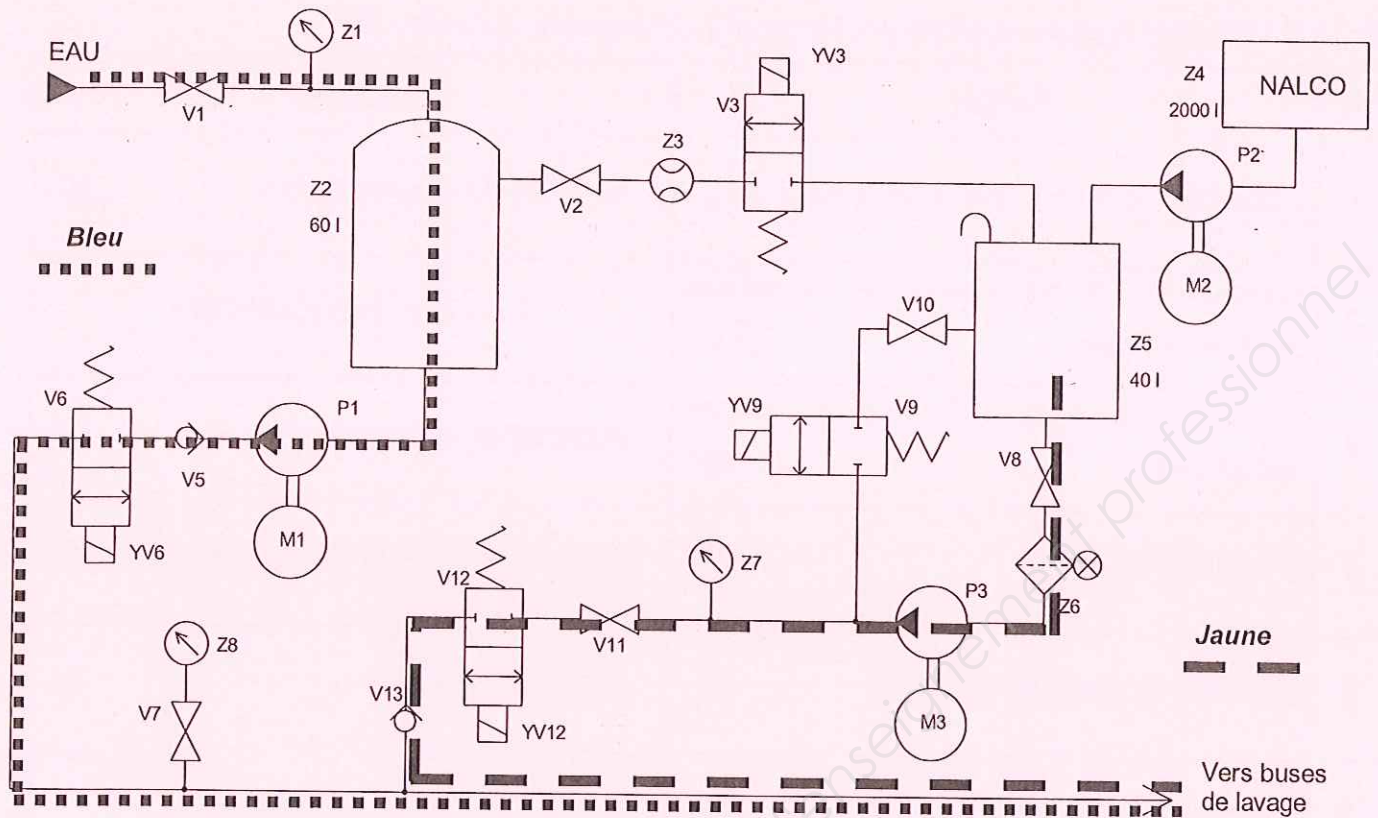 EAU
V1
Z1
YV3
V3
Z3
V2
Z4
2000 l
NALCO
P2
M2
Z2
60 l
Bleu
V10
Z5
40 l
V6
P1
V5
YV9
V9
V8
M1
YV6
V12
Z7
P3
Z6
Jaune
Z8
V11
V13
V7
YV12
M3
Vers buses
de lavage
enseignement professionnel